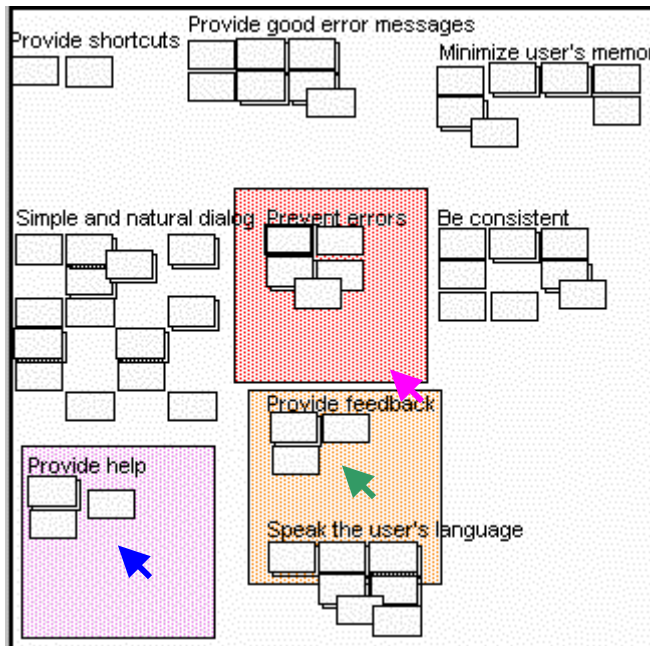 Provide good error messages
Provide shortcuts
Minimize user's memor
Simple and natural dialog
Prevent errors
Be consistent
Provide feedback
Provide help
Speak the user's language